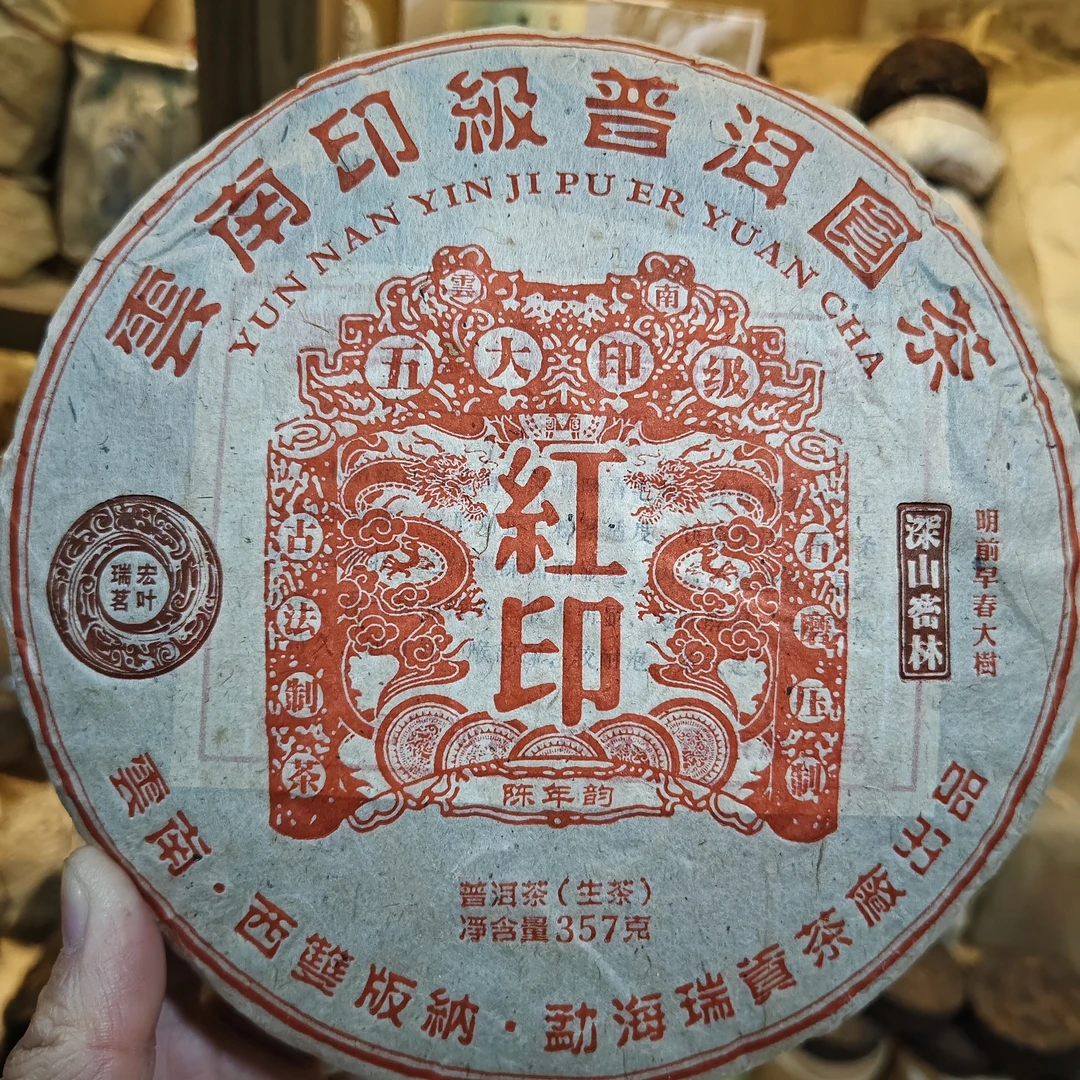 雲南印級普洱圓茶
YUN NAN YIN JI PU ER YUAN CHA
雲南
五大印级
紅印
古法制茶
石磨压制
陈年韵
宏叶
瑞茗
深山密林
明前早春大樹
普洱茶(生茶)
净含量357克
雲南·西雙版納·勐海瑞貢茶廠出品